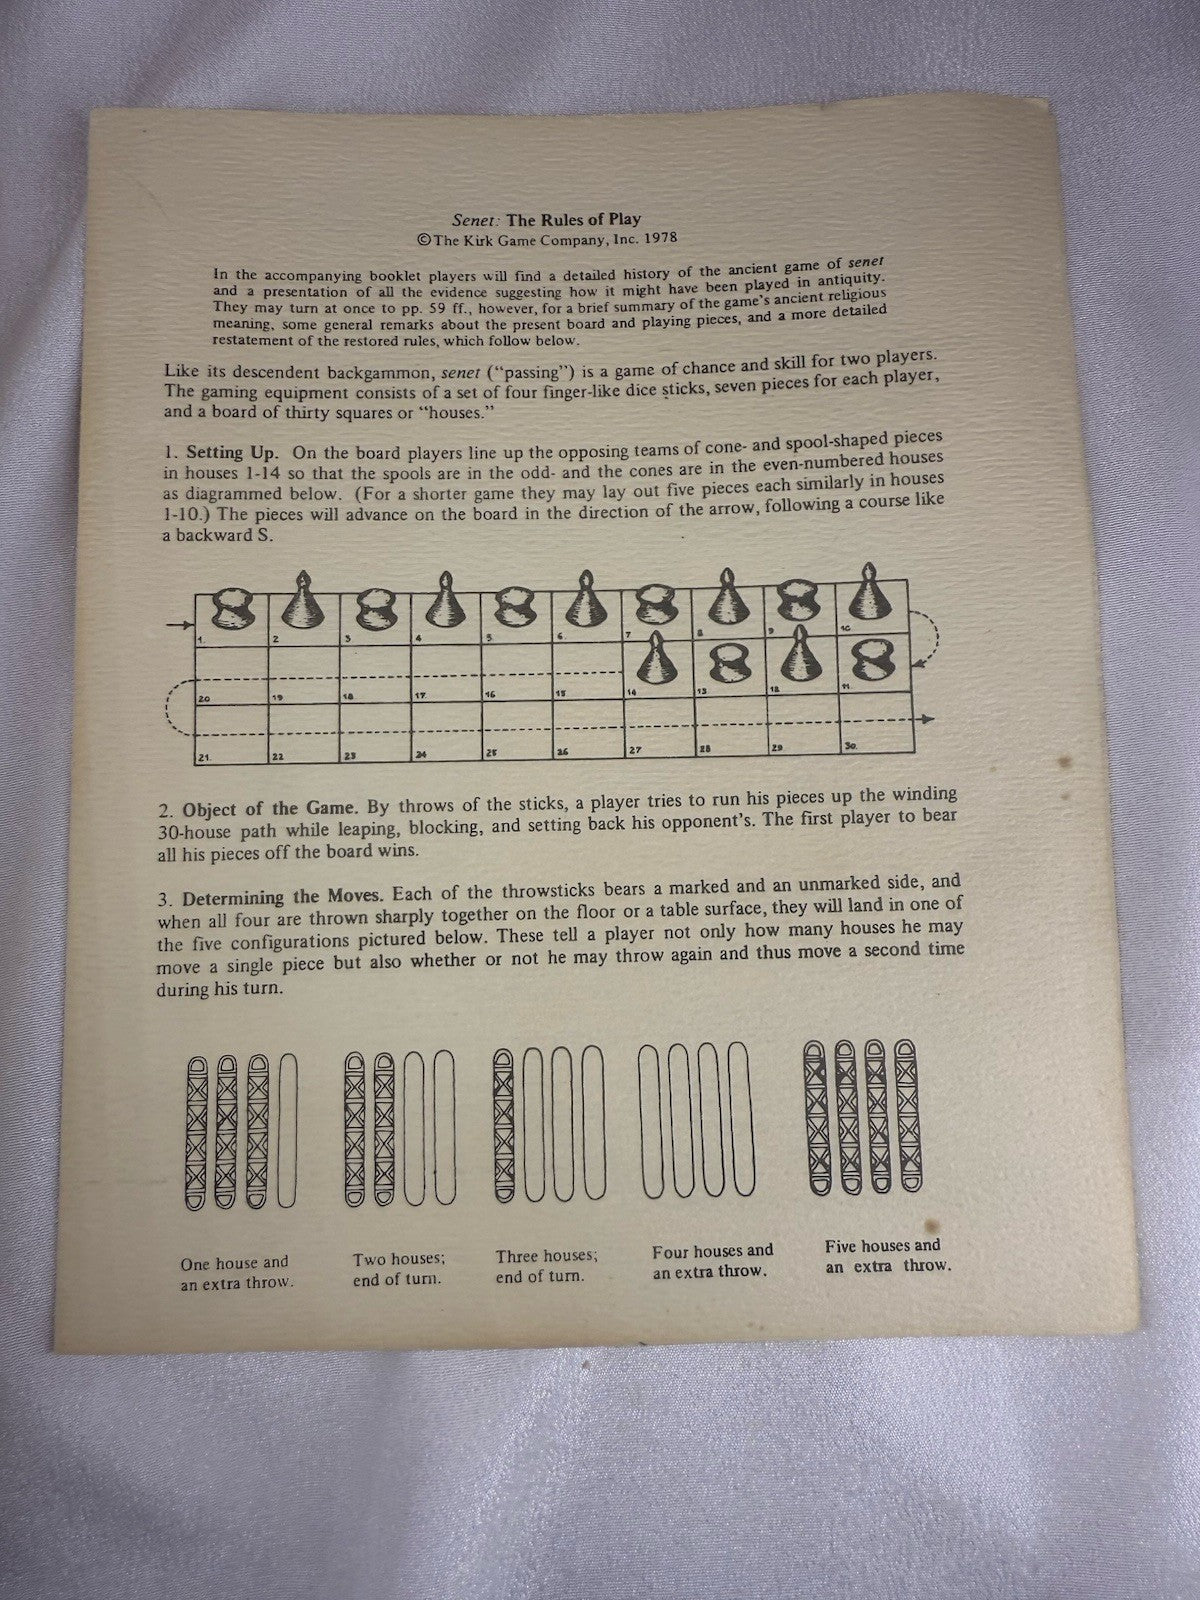 Senet: The Rules of Play
©The Kirk Game Company, Inc. 1978
In the accompanying booklet players will find a detailed history of the ancient game of senet
and a presentation of all the evidence suggesting how it might have been played in antiquity.
They may turn at once to pp. 59 ff., however, for a brief summary of the game's ancient religious
meaning, some general remarks about the present board and playing pieces, and a more detailed
restatement of the restored rules, which follow below.
Like its descendent backgammon, senet ("passing") is a game of chance and skill for two players.
The gaming equipment consists of a set of four finger-like dice sticks, seven pieces for each player,
and a board of thirty squares or "houses."
1. Setting Up. On the board players line up the opposing teams of cone- and spool-shaped pieces
in houses 1-14 so that the spools are in the odd- and the cones are in the even-numbered houses
as diagrammed below. (For a shorter game they may lay out five pieces each similarly in houses
1-10.) The pieces will advance on the board in the direction of the arrow, following a course like
a backward S.
1. 2 3 4 5. 6 7 8 9 10.
20 19 18 17. 16 15 14 13 12 11.
21. 22 23 24 25 26 27 28 29 30.
2. Object of the Game. By throws of the sticks, a player tries to run his pieces up the winding
30-house path while leaping, blocking, and setting back his opponent's. The first player to bear
all his pieces off the board wins.
3. Determining the Moves. Each of the throwsticks bears a marked and an unmarked side, and
when all four are thrown sharply together on the floor or a table surface, they will land in one of
the five configurations pictured below. These tell a player not only how many houses he may
move a single piece but also whether or not he may throw again and thus move a second time
during his turn.
One house and
an extra throw.
Two houses;
end of turn.
Three houses;
end of turn.
Four houses and
an extra throw.
Five houses and
an extra throw.